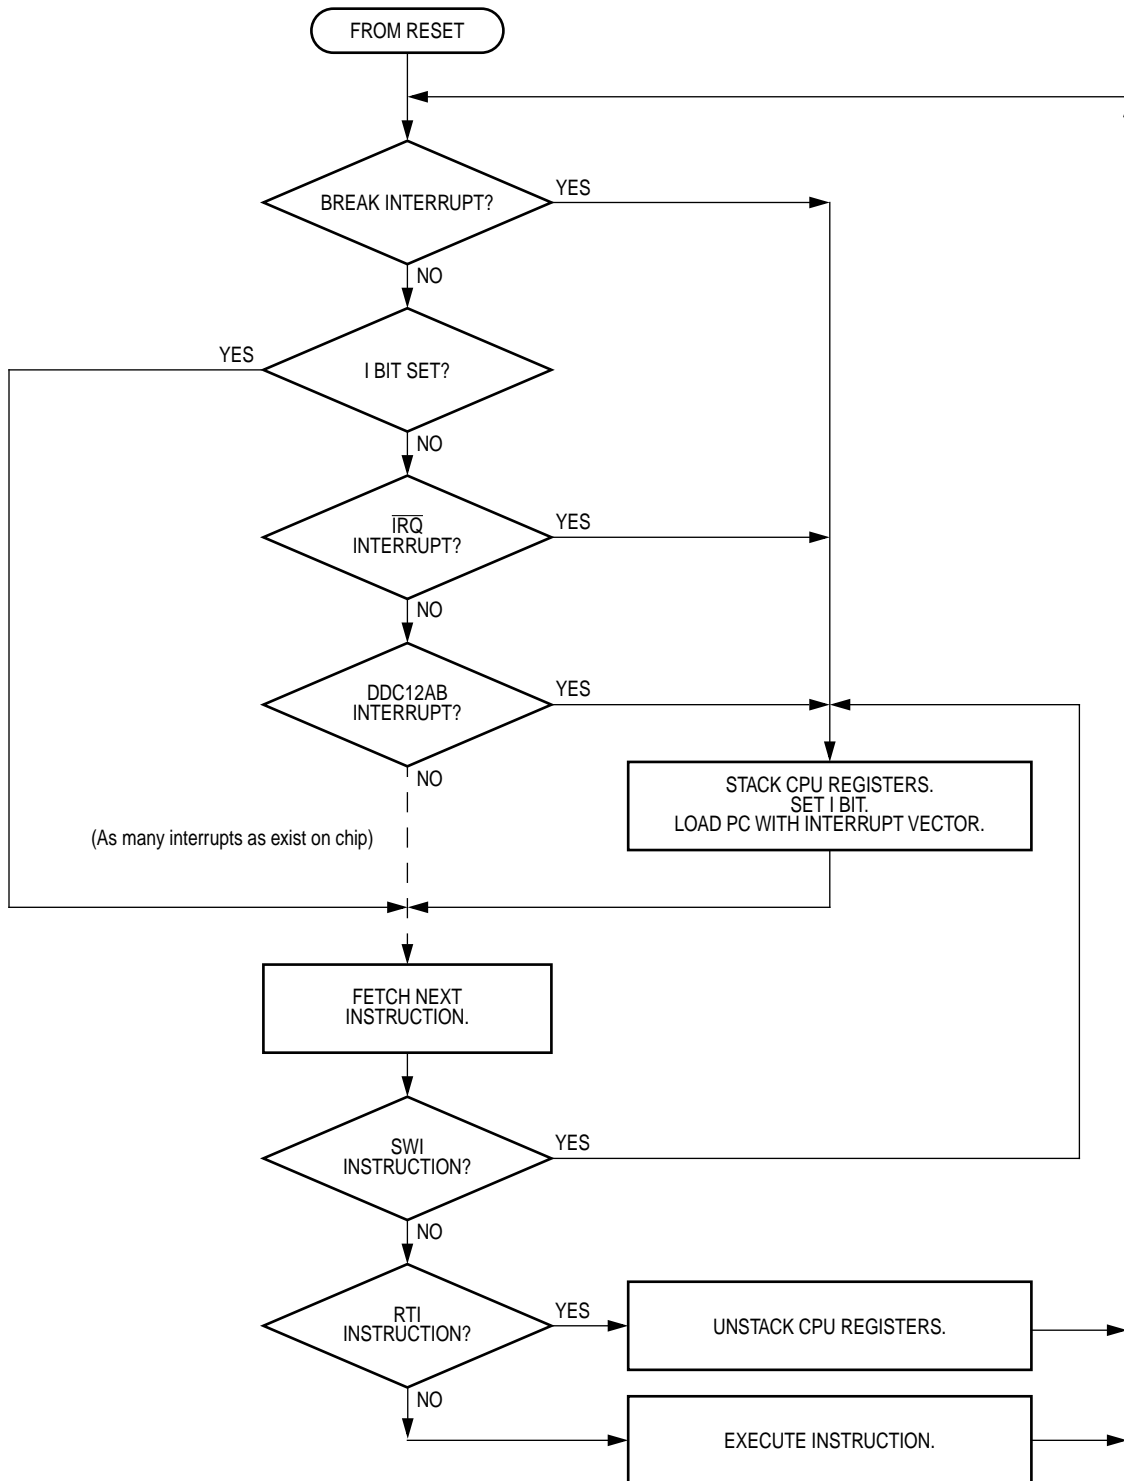 FROM RESET
BREAK INTERRUPT?
YES
NO
YES
I BIT SET?
NO
IRQ
INTERRUPT?
YES
NO
DDC12AB
INTERRUPT?
YES
NO
STACK CPU REGISTERS.
SET I BIT.
LOAD PC WITH INTERRUPT VECTOR.
(As many interrupts as exist on chip)
FETCH NEXT
INSTRUCTION.
SWI
INSTRUCTION?
YES
NO
RTI
INSTRUCTION?
YES
UNSTACK CPU REGISTERS.
NO
EXECUTE INSTRUCTION.